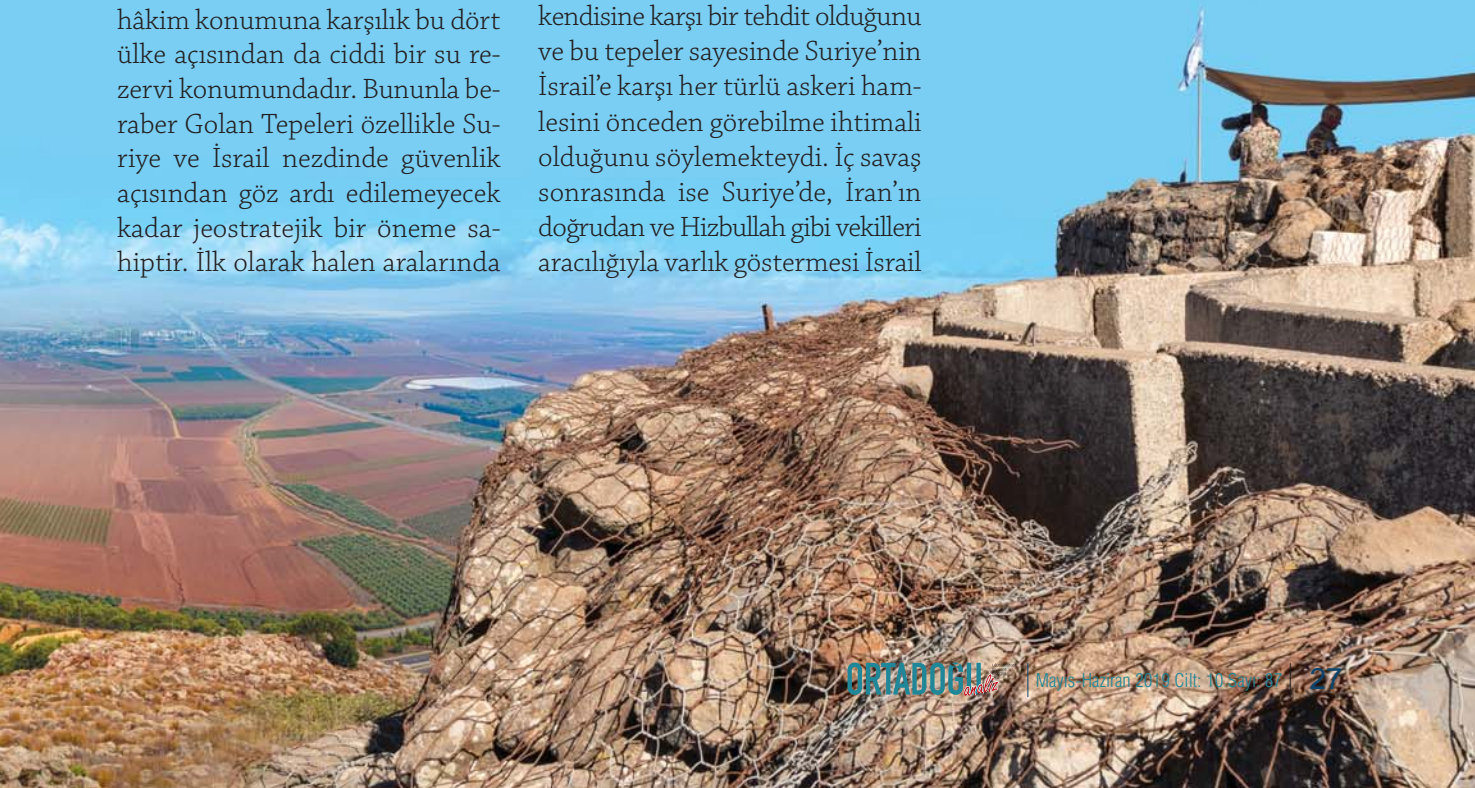 hâkim konumuna karşılık bu dört
ülke açısından da ciddi bir su re-
zervi konumundadır. Bununla be-
raber Golan Tepeleri özellikle Su-
riye ve İsrail nezdinde güvenlik
açısından göz ardı edilemeyecek
kadar jeostratejik bir öneme sa-
hiptir. İlk olarak halen aralarında
kendisine karşı bir tehdit olduğunu
ve bu tepeler sayesinde Suriye’nin
İsrail’e karşı her türlü askeri ham-
lesini önceden görebilme ihtimali
olduğunu söylemekteydi. İç savaş
sonrasında ise Suriye’de, İran’ın
doğrudan ve Hizbullah gibi vekilleri
aracılığıyla varlık göstermesi İsrail
ORTADOĞU analiz Mayıs-Haziran 2019 Cilt: 10 Sayı: 87 27